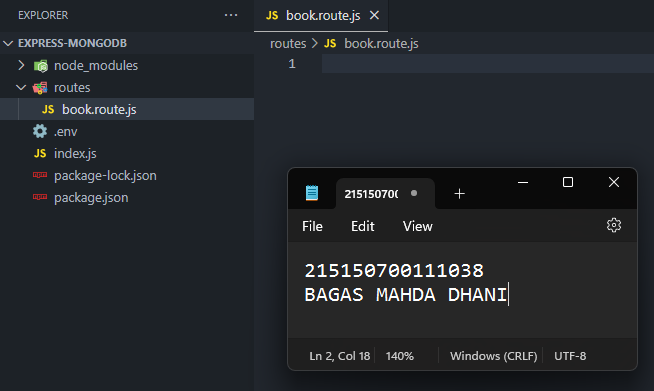 EXPLORER
EXPRESS-MONGODB
node_modules
routes
JS book.route.js
.env
JS index.js
package-lock.json
package.json
JS book.route.js
routes > JS book.route.js
1
215150700
File Edit View
215150700111038
BAGAS MAHDA DHANI
Ln 2, Col 18 140% Windows (CRLF) UTF-8